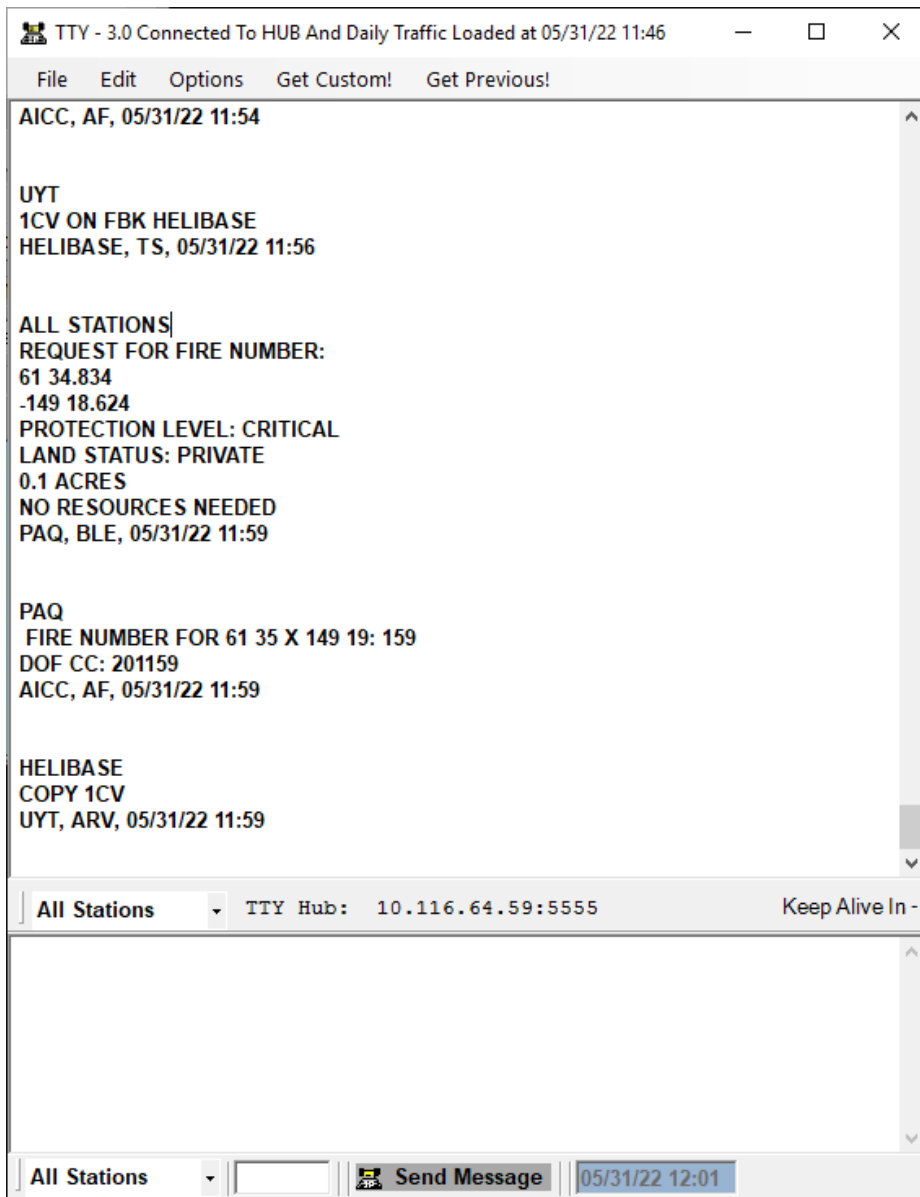 TTY - 3.0 Connected To HUB And Daily Traffic Loaded at 05/31/22 11:46
File Edit Options Get Custom! Get Previous!
AICC, AF, 05/31/22 11:54
UYT
1CV ON FBK HELIBASE
HELIBASE, TS, 05/31/22 11:56
ALL STATIONS
REQUEST FOR FIRE NUMBER:
61 34.834
-149 18.624
PROTECTION LEVEL: CRITICAL
LAND STATUS: PRIVATE
0.1 ACRES
NO RESOURCES NEEDED
PAQ, BLE, 05/31/22 11:59
PAQ
FIRE NUMBER FOR 61 35 X 149 19: 159
DOF CC: 201159
AICC, AF, 05/31/22 11:59
HELIBASE
COPY 1CV
UYT, ARV, 05/31/22 11:59
All Stations TTY Hub: 10.116.64.59:5555 Keep Alive In -
All Stations Send Message 05/31/22 12:01